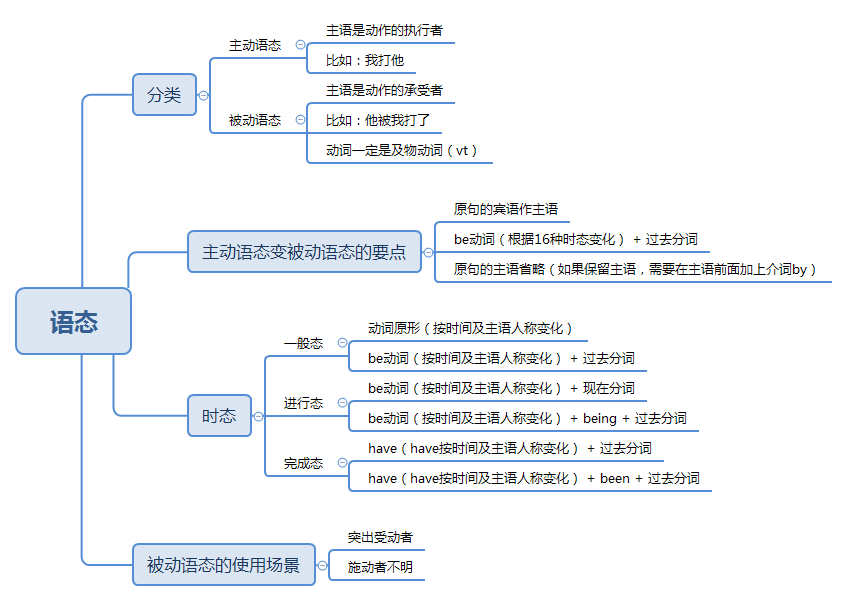 语态
分类
主动语态
主语是动作的执行者
比如：我打他
被动语态
主语是动作的承受者
比如：他被我打了
动词一定是及物动词（vt）
主动语态变被动语态的要点
原句的宾语作主语
be动词（根据16种时态变化） + 过去分词
原句的主语省略（如果保留主语，需要在主语前面加上介词by）
时态
一般态
动词原形（按时间及主语人称变化）
be动词（按时间及主语人称变化） + 过去分词
进行态
be动词（按时间及主语人称变化） + 现在分词
be动词（按时间及主语人称变化） + being + 过去分词
完成态
have（have按时间及主语人称变化） + 过去分词
have（have按时间及主语人称变化） + been + 过去分词
被动语态的使用场景
突出受动者
施动者不明